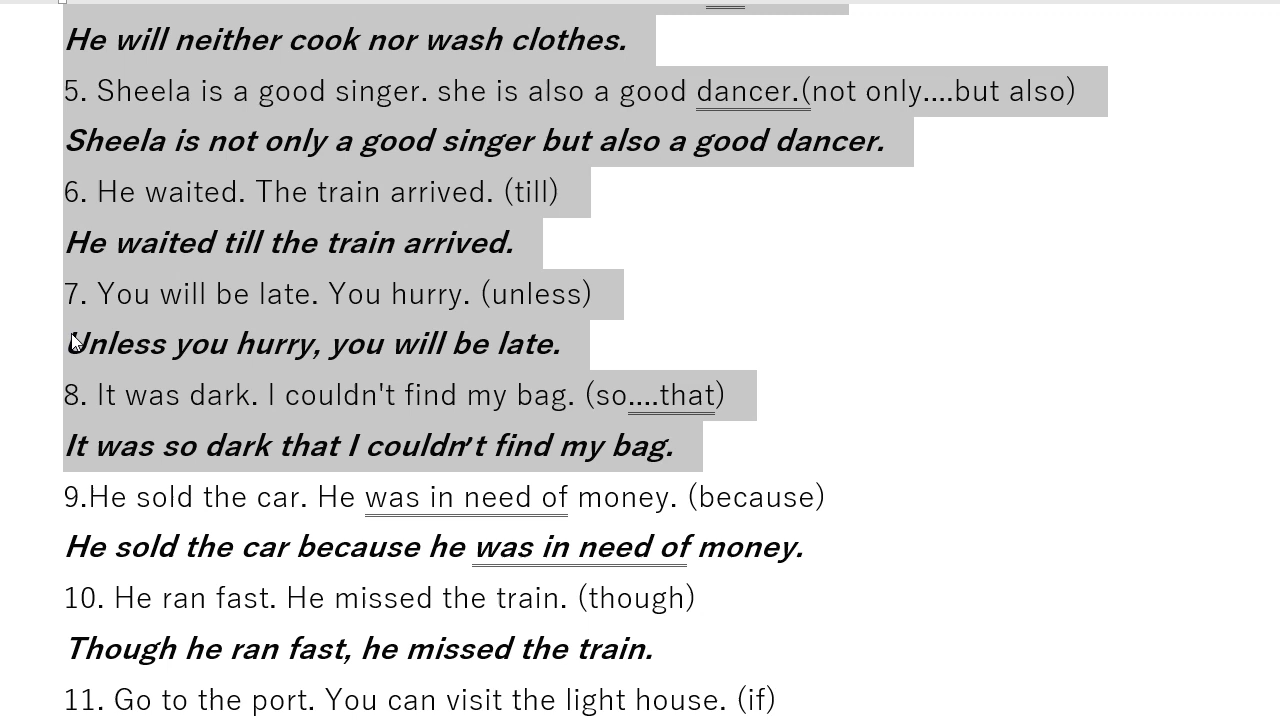 He will neither cook nor wash clothes.
5. Sheela is a good singer. she is also a good dancer.(not only....but also)
Sheela is not only a good singer but also a good dancer.
6. He waited. The train arrived. (till)
He waited till the train arrived.
7. You will be late. You hurry. (unless)
Unless you hurry, you will be late.
8. It was dark. I couldn't find my bag. (so....that)
It was so dark that I couldn't find my bag.
9.He sold the car. He was in need of money. (because)
He sold the car because he was in need of money.
10. He ran fast. He missed the train. (though)
Though he ran fast, he missed the train.
11. Go to the port. You can visit the light house. (if)